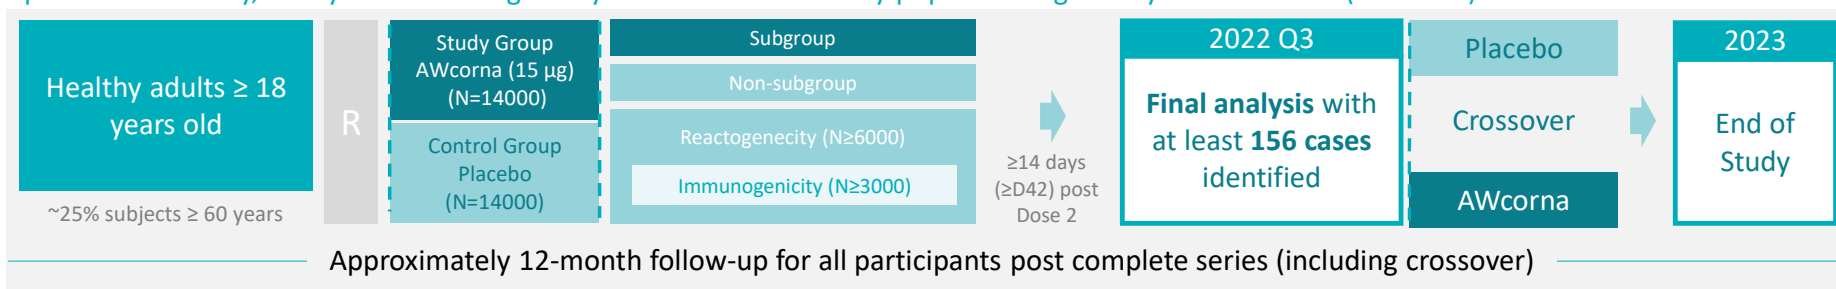 Healthy adults ≥ 18
years old
~25% subjects ≥ 60 years
R
Study Group
AWcorna (15 µg)
(N=14000)
Control Group
Placebo
(N=14000)
Subgroup
Non-subgroup
Reactogenecity (N≥6000)
Immunogenicity (N≥3000)
≥14 days
(≥D42) post
Dose 2
2022 Q3
Final analysis with
at least 156 cases
identified
Placebo
Crossover
AWcorna
2023
End of
Study
Approximately 12-month follow-up for all participants post complete series (including crossover)